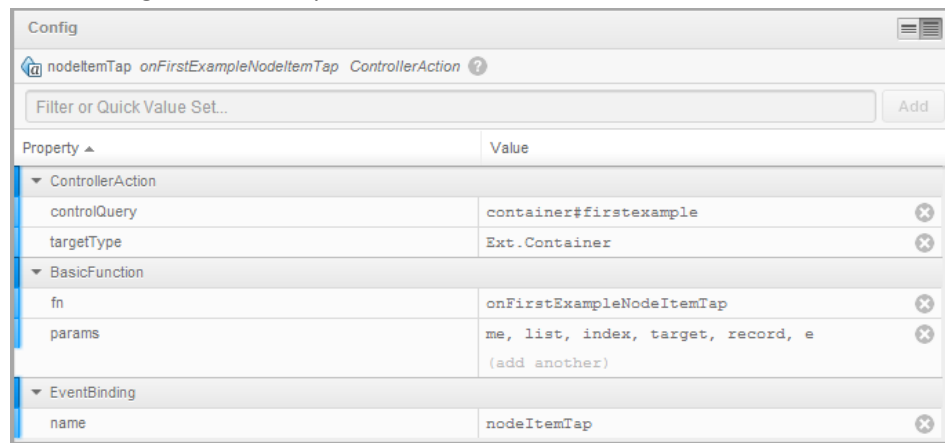 Config
nodeItemTap onFirstExampleNodeItemTap ControllerAction ?
Filter or Quick Value Set... Add
Property Value
ControllerAction
controlQuery container#firstexample
targetType Ext.Container
BasicFunction
fn onFirstExampleNodeItemTap
params me, list, index, target, record, e
(add another)
EventBinding
name nodeItemTap